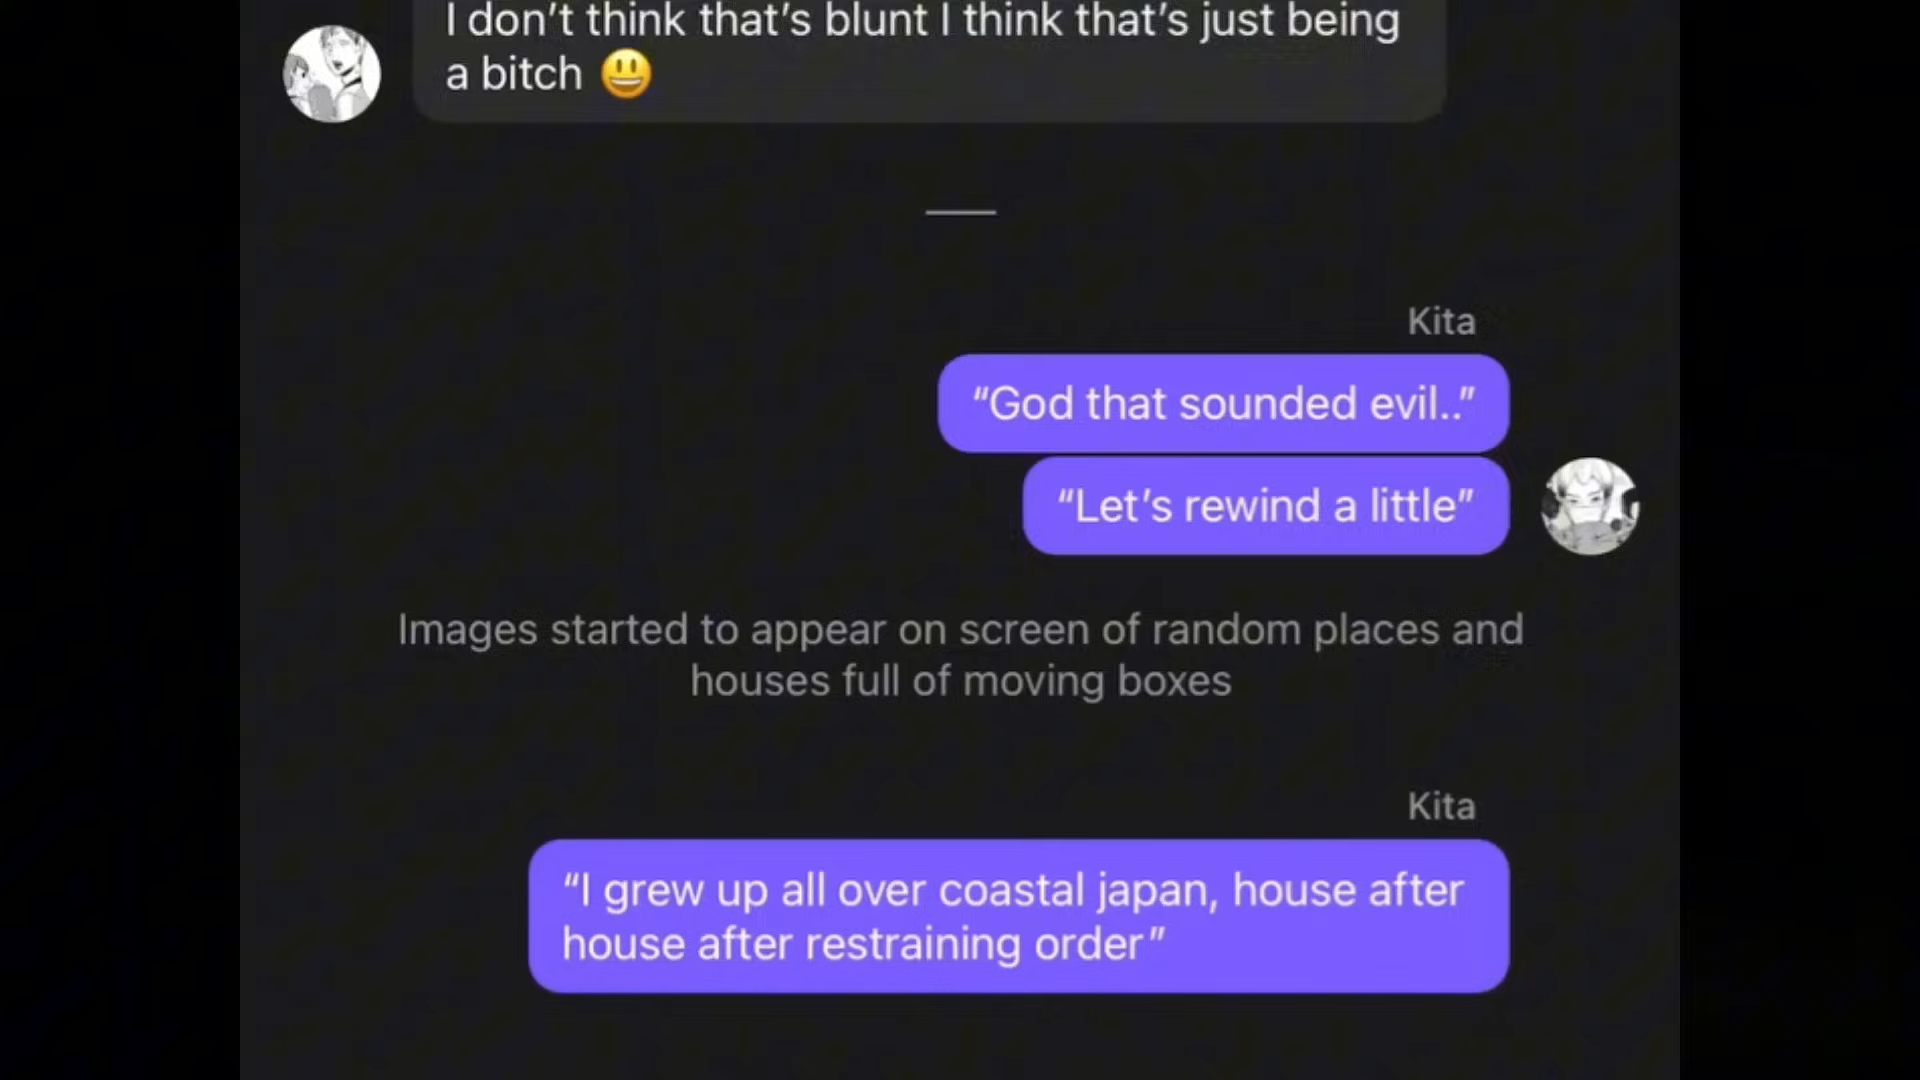 I don’t think that’s blunt I think that’s just being
a bitch 😃
Kita
“God that sounded evil..”
“Let’s rewind a little”
Images started to appear on screen of random places and
houses full of moving boxes
Kita
“I grew up all over coastal japan, house after
house after restraining order”